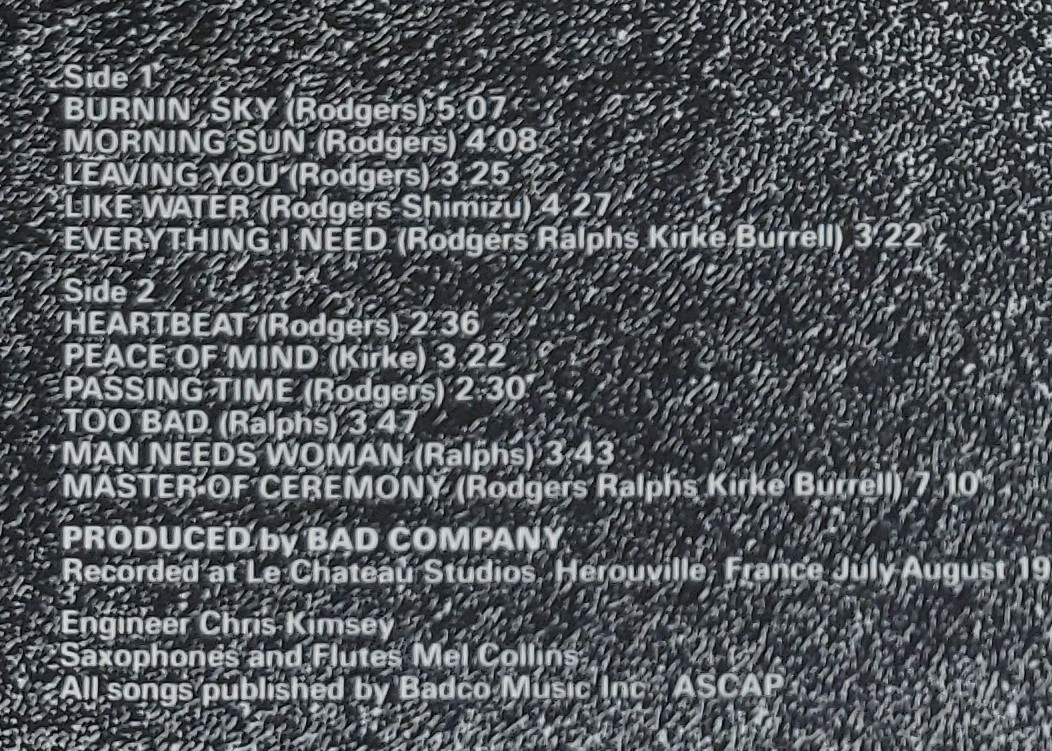 Side 1
BURNIN SKY (Rodgers) 5.07
MORNING SUN (Rodgers) 4.08
LEAVING YOU (Rodgers) 3.25
LIKE WATER (Rodgers Shimizu) 4.27
EVERYTHING I NEED (Rodgers Ralphs Kirke Burrell) 3.22
Side 2
HEARTBEAT (Rodgers) 2.36
PEACE OF MIND (Kirke) 3.22
PASSING TIME (Rodgers) 2.30
TOO BAD (Ralphs) 3.47
MAN NEEDS WOMAN (Ralphs) 3.43
MASTER OF CEREMONY (Rodgers Ralphs Kirke Burrell) 7.10
PRODUCED by BAD COMPANY
Recorded at Le Chateau Studios, Herouville, France July August 19
Engineer Chris Kimsey
Saxophones and Flutes Mel Collins
All songs published by Badco Music Inc., ASCAP